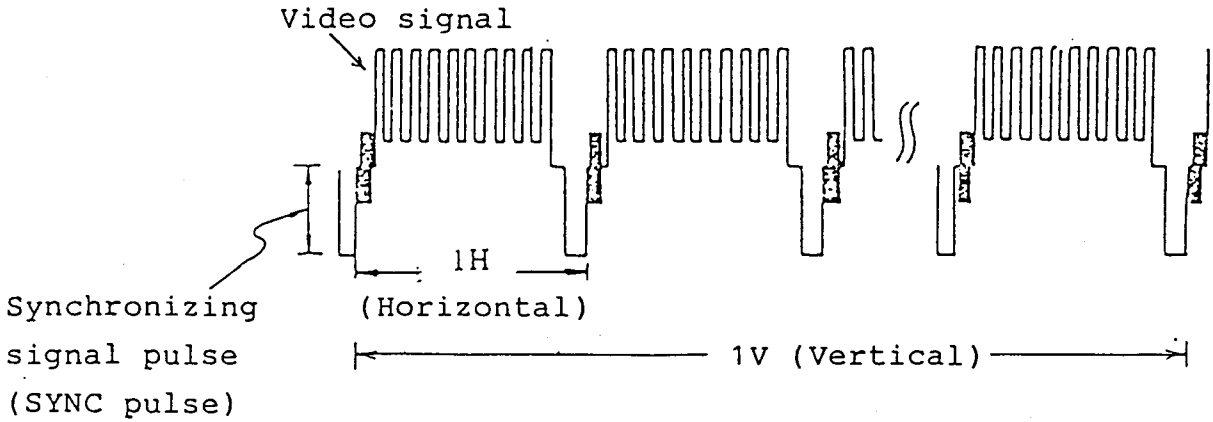 Video signal
1H
Synchronizing
(Horizontal)
signal pulse
1V (Vertical)
(SYNC pulse)